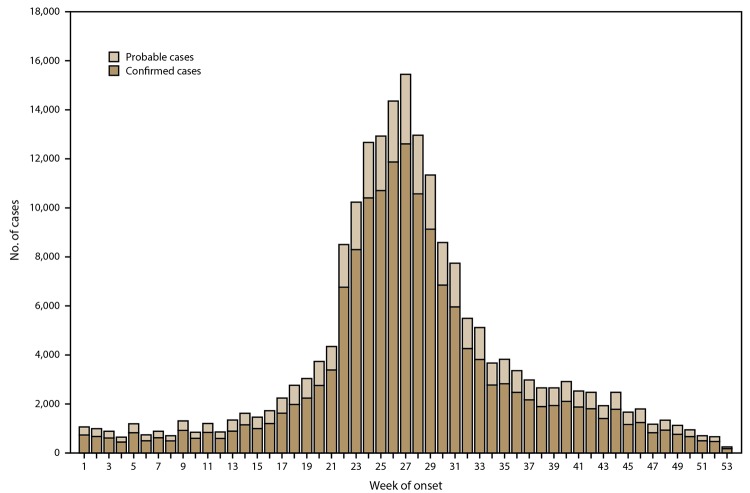 18,000
16,000
14,000
12,000
10,000
8,000
6,000
4,000
2,000
0
No. of cases
Probable cases
Confirmed cases
1 3 5 7 9 11 13 15 17 19 21 23 25 27 29 31 33 35 37 39 41 43 45 47 49 51 53
Week of onset